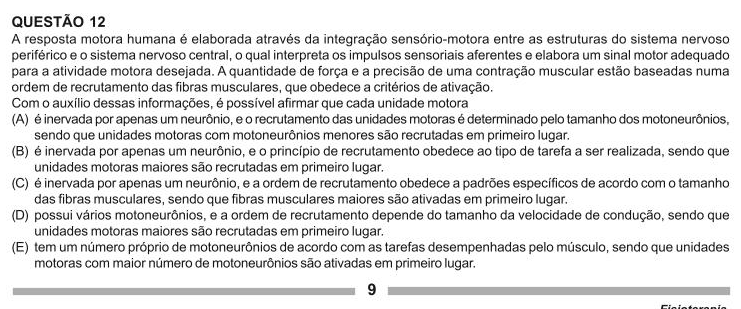 QUESTÃO 12
A resposta motora humana é elaborada através da integração sensório-motora entre as estruturas do sistema nervoso
periférico e o sistema nervoso central, o qual interpreta os impulsos sensoriais aferentes e elabora um sinal motor adequado
para a atividade motora desejada. A quantidade de força e a precisão de uma contração muscular estão baseadas numa
ordem de recrutamento das fibras musculares, que obedece a critérios de ativação.
Com o auxílio dessas informações, é possível afirmar que cada unidade motora
(A) é inervada por apenas um neurônio, e o recrutamento das unidades motoras é determinado pelo tamanho dos motoneurônios,
sendo que unidades motoras com motoneurônios menores são recrutadas em primeiro lugar.
(B) é inervada por apenas um neurônio, e o princípio de recrutamento obedece ao tipo de tarefa a ser realizada, sendo que
unidades motoras maiores são recrutadas em primeiro lugar.
(C) é inervada por apenas um neurônio, e a ordem de recrutamento obedece a padrões específicos de acordo com o tamanho
das fibras musculares, sendo que fibras musculares maiores são ativadas em primeiro lugar.
(D) possui vários motoneurônios, e a ordem de recrutamento depende do tamanho da velocidade de condução, sendo que
unidades motoras maiores são recrutadas em primeiro lugar.
(E) tem um número próprio de motoneurônios de acordo com as tarefas desempenhadas pelo músculo, sendo que unidades
motoras com maior número de motoneurônios são ativadas em primeiro lugar.
9